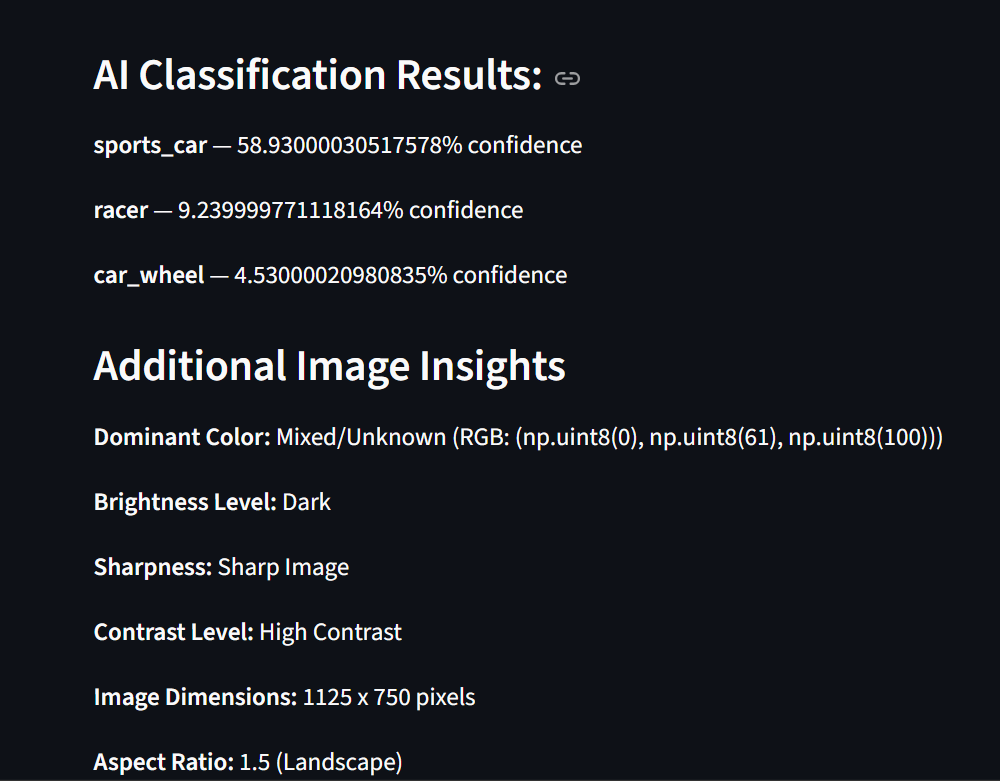 AI Classification Results:
sports_car — 58.93000030517578% confidence
racer — 9.239999771118164% confidence
car_wheel — 4.53000020980835% confidence
Additional Image Insights
Dominant Color: Mixed/Unknown (RGB: (np.uint8(0), np.uint8(61), np.uint8(100)))
Brightness Level: Dark
Sharpness: Sharp Image
Contrast Level: High Contrast
Image Dimensions: 1125 x 750 pixels
Aspect Ratio: 1.5 (Landscape)